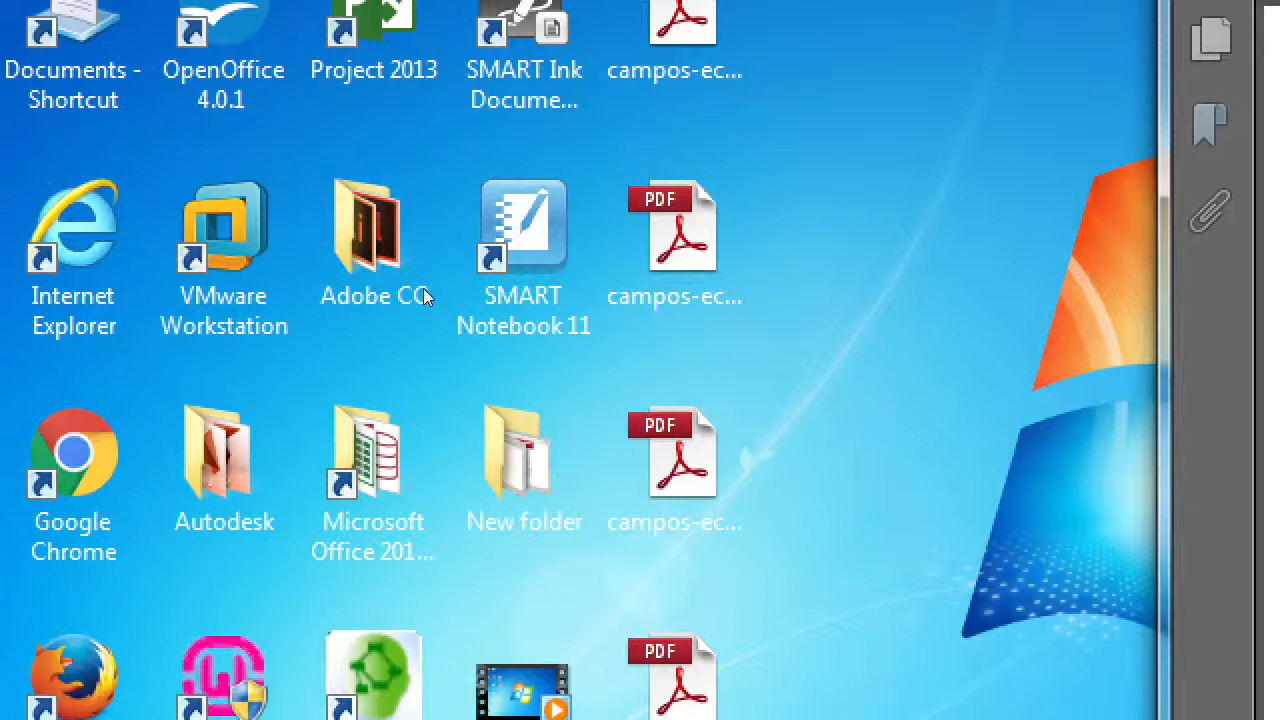 Documents -
Shortcut
OpenOffice
4.0.1
Project 2013
SMART Ink
Docume...
campos-ec...
Internet
Explorer
VMware
Workstation
Adobe CC
SMART
Notebook 11
PDF
campos-ec...
Google
Chrome
Autodesk
Microsoft
Office 201...
New folder
PDF
campos-ec...
PDF